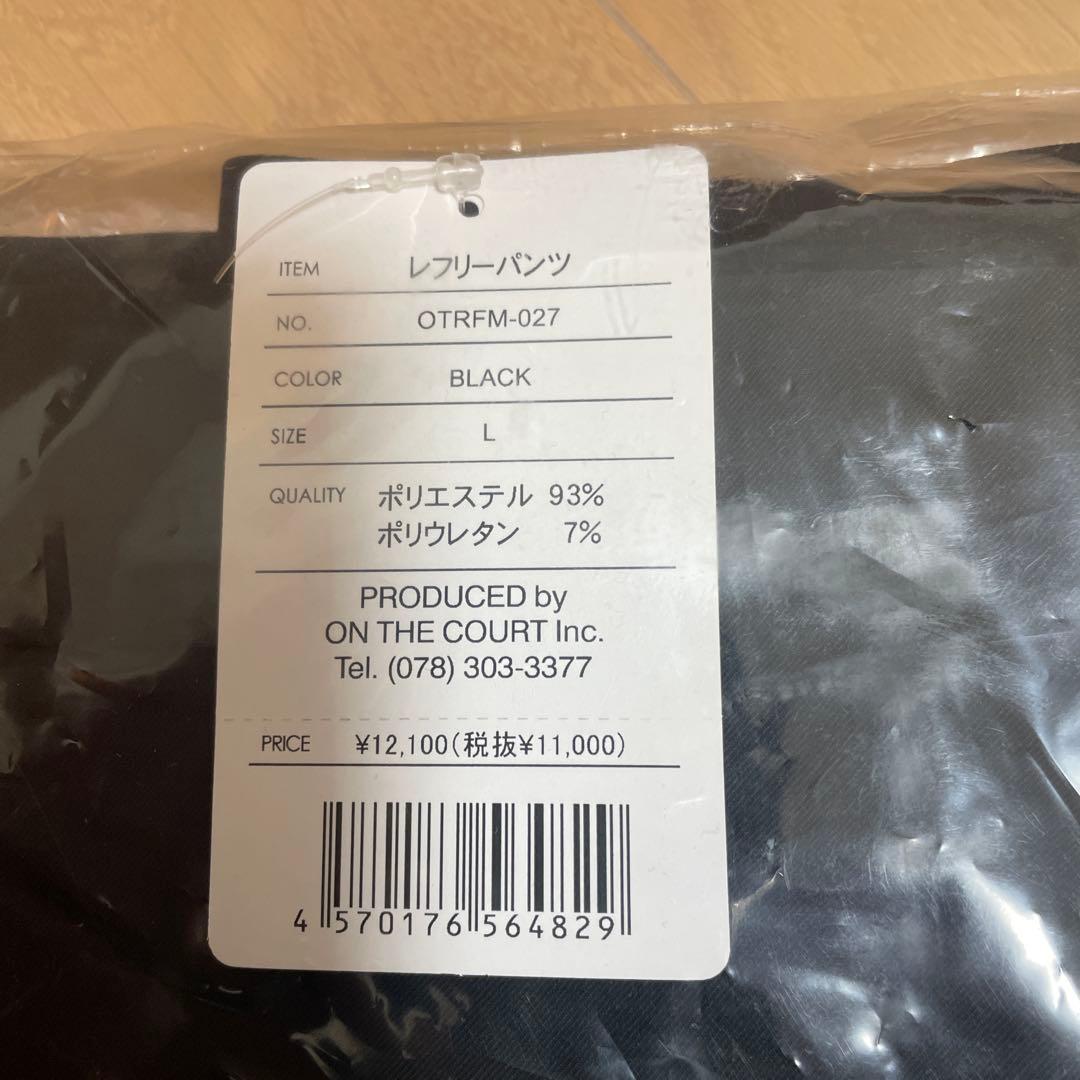 ITEM レフリーパンツ
NO. OTRFM-027
COLOR BLACK
SIZE L
QUALITY ポリエステル 93%
ポリウレタン 7%
PRODUCED by
ON THE COURT Inc.
Tel. (078) 303-3377
PRICE ¥12,100(税抜¥11,000)
4 570176 564829